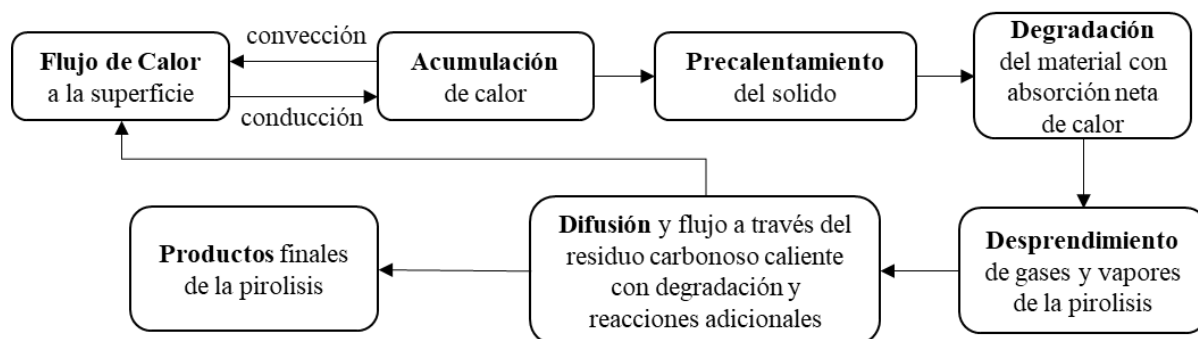 Flujo de Calor
a la superficie
convección
conducción
Acumulación
de calor
Precalentamiento
del solido
Degradación
del material con
absorción neta
de calor
Desprendimiento
de gases y vapores
de la pirolisis
Difusión y flujo a través del
residuo carbonoso caliente
con degradación y
reacciones adicionales
Productos finales
de la pirolisis